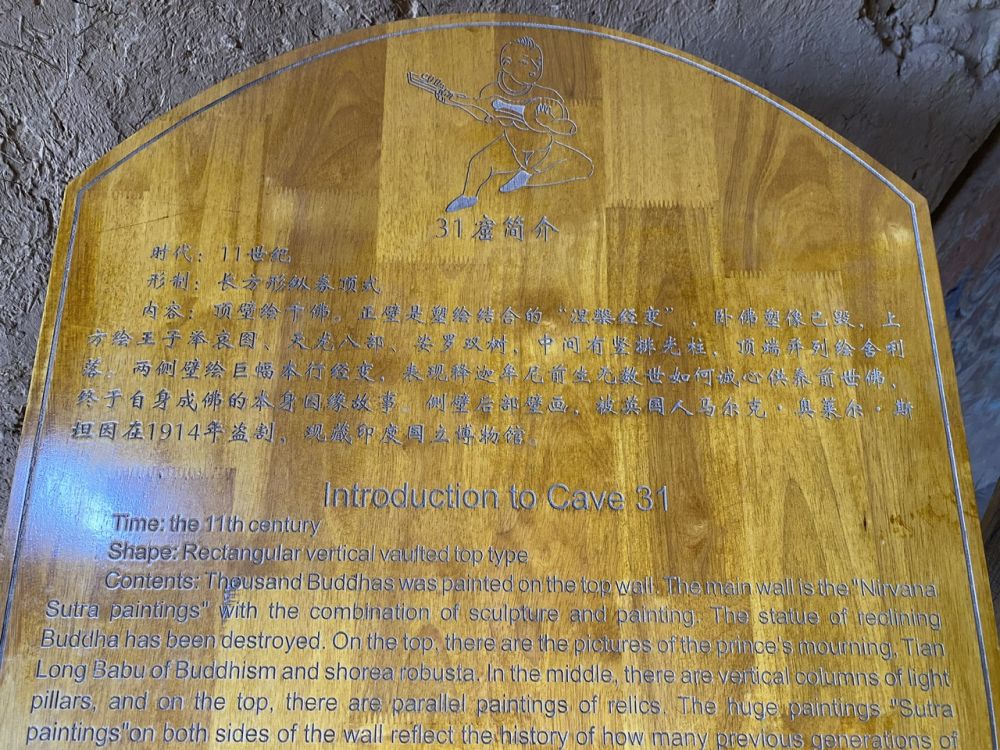 31窟简介
时代：11世纪
形制：长方形纵券顶式
内容：顶壁绘千佛。正壁是塑绘结合的“涅槃经变”，卧佛塑像已毁，上
方绘王子举哀图、天龙八部、娑罗双树，中间有竖排光柱，顶端并列绘舍利
塔。两侧壁绘巨幅本行经变，表现释迦牟尼前生无数世如何诚心供奉前世佛，
终于自身成佛的本身因缘故事。侧壁后部壁画，被英国人马尔克·奥莱尔·斯
坦因在1914年盗割，现藏印度国立博物馆。
Introduction to Cave 31
Time: the 11th century
Shape: Rectangular vertical vaulted top type
Contents: Thousand Buddhas was painted on the top wall. The main wall is the "Nirvana
Sutra paintings" with the combination of sculpture and painting. The statue of reolining
Buddha has been destroyed. On the top, there are the pictures of the prince's mourning, Tian
Long Babu of Buddhism and shorea robusta. In the middle, there are vertical columns of light
pillars, and on the top, there are parallel paintings of relics. The huge paintings "Sutra
paintings"on both sides of the wall reflect the history of how many previous generations of